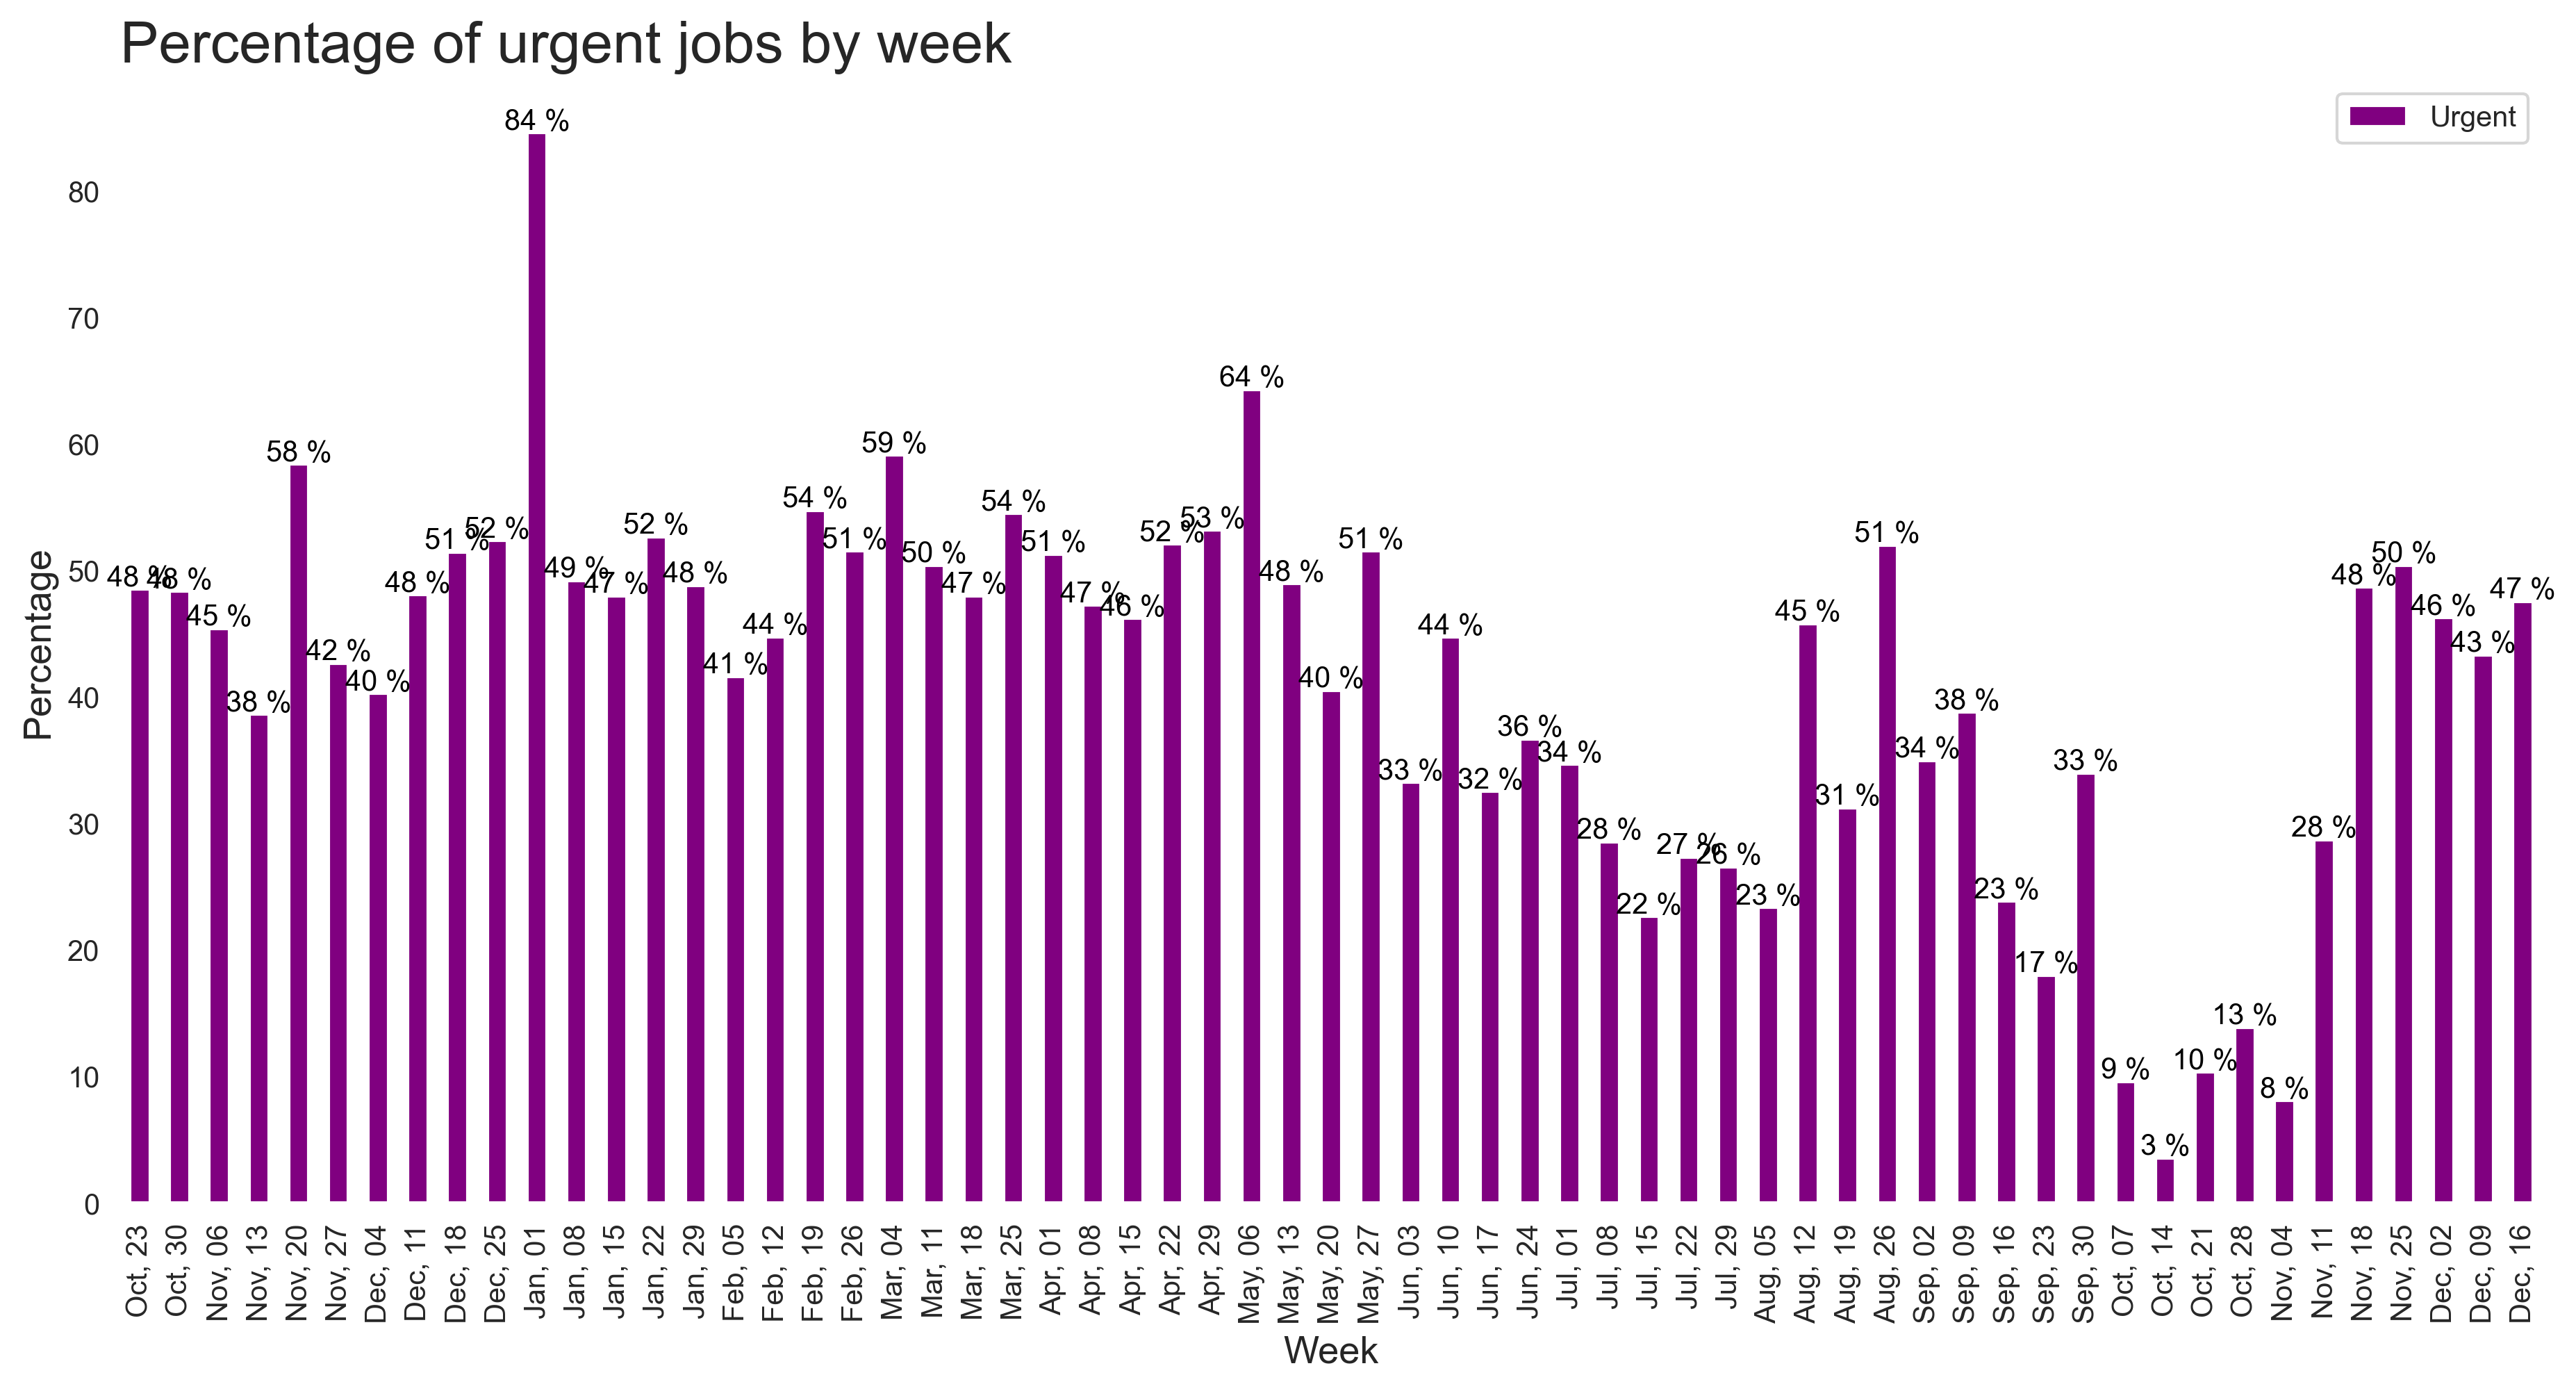 Percentage of urgent jobs by week
Urgent
Percentage
80
70
60
50
40
30
20
10
0
48 %
48 %
45 %
38 %
58 %
42 %
40 %
48 %
51 %
52 %
84 %
49 %
47 %
52 %
48 %
41 %
44 %
54 %
51 %
59 %
50 %
47 %
54 %
51 %
47 %
46 %
52 %
53 %
64 %
48 %
40 %
51 %
33 %
44 %
32 %
36 %
34 %
28 %
22 %
27 %
26 %
23 %
45 %
31 %
51 %
34 %
38 %
23 %
17 %
33 %
9 %
3 %
10 %
13 %
8 %
28 %
48 %
50 %
46 %
43 %
47 %
Oct, 23
Oct, 30
Nov, 06
Nov, 13
Nov, 20
Nov, 27
Dec, 04
Dec, 11
Dec, 18
Dec, 25
Jan, 01
Jan, 08
Jan, 15
Jan, 22
Jan, 29
Feb, 05
Feb, 12
Feb, 19
Feb, 26
Mar, 04
Mar, 11
Mar, 18
Mar, 25
Apr, 01
Apr, 08
Apr, 15
Apr, 22
Apr, 29
May, 06
May, 13
May, 20
May, 27
Jun, 03
Jun, 10
Jun, 17
Jun, 24
Jul, 01
Jul, 08
Jul, 15
Jul, 22
Jul, 29
Aug, 05
Aug, 12
Aug, 19
Aug, 26
Sep, 02
Sep, 09
Sep, 16
Sep, 23
Sep, 30
Oct, 07
Oct, 14
Oct, 21
Oct, 28
Nov, 04
Nov, 11
Nov, 18
Nov, 25
Dec, 02
Dec, 09
Dec, 16
Week